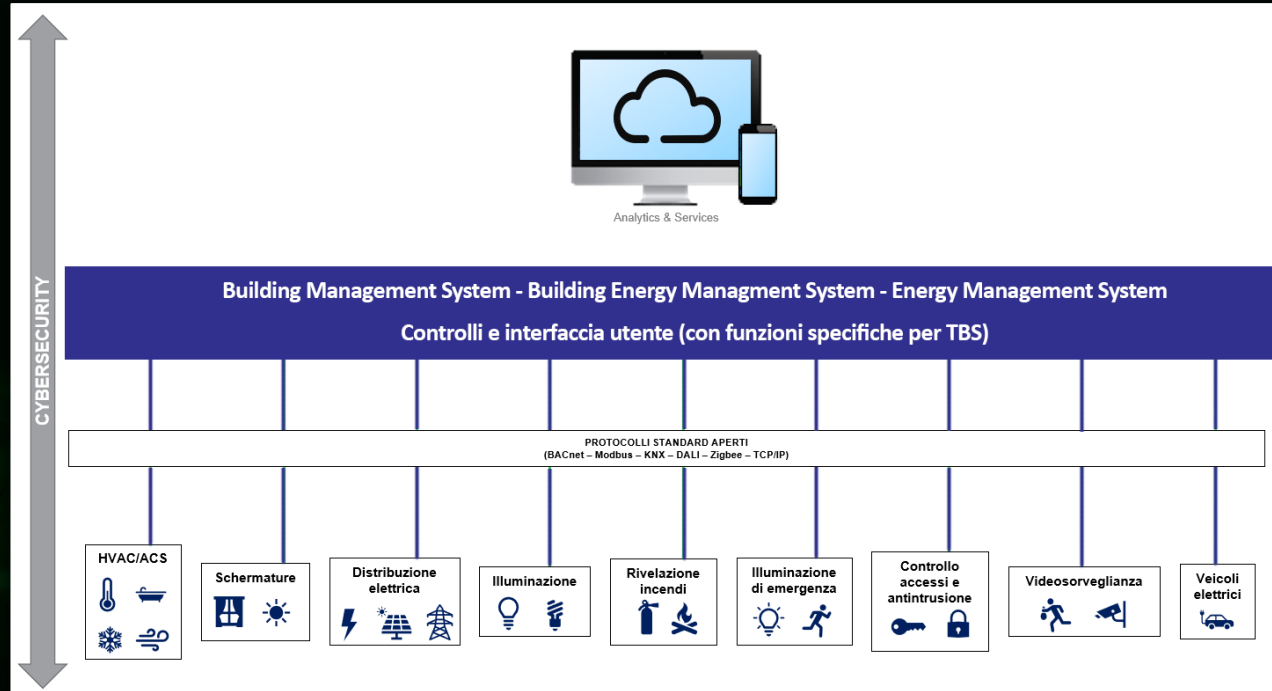 Analytics & Services
CYBERSECURITY
Building Management System - Building Energy Managment System - Energy Management System
Controlli e interfaccia utente (con funzioni specifiche per TBS)
PROTOCOLLI STANDARD APERTI
(BACnet – Modbus – KNX – DALI – Zigbee – TCP/IP)
HVAC/ACS
Schermature
Distribuzione
elettrica
Illuminazione
Rivelazione
incendi
Illuminazione
di emergenza
Controllo
accessi e
antintrusione
Videosorveglianza
Veicoli
elettrici